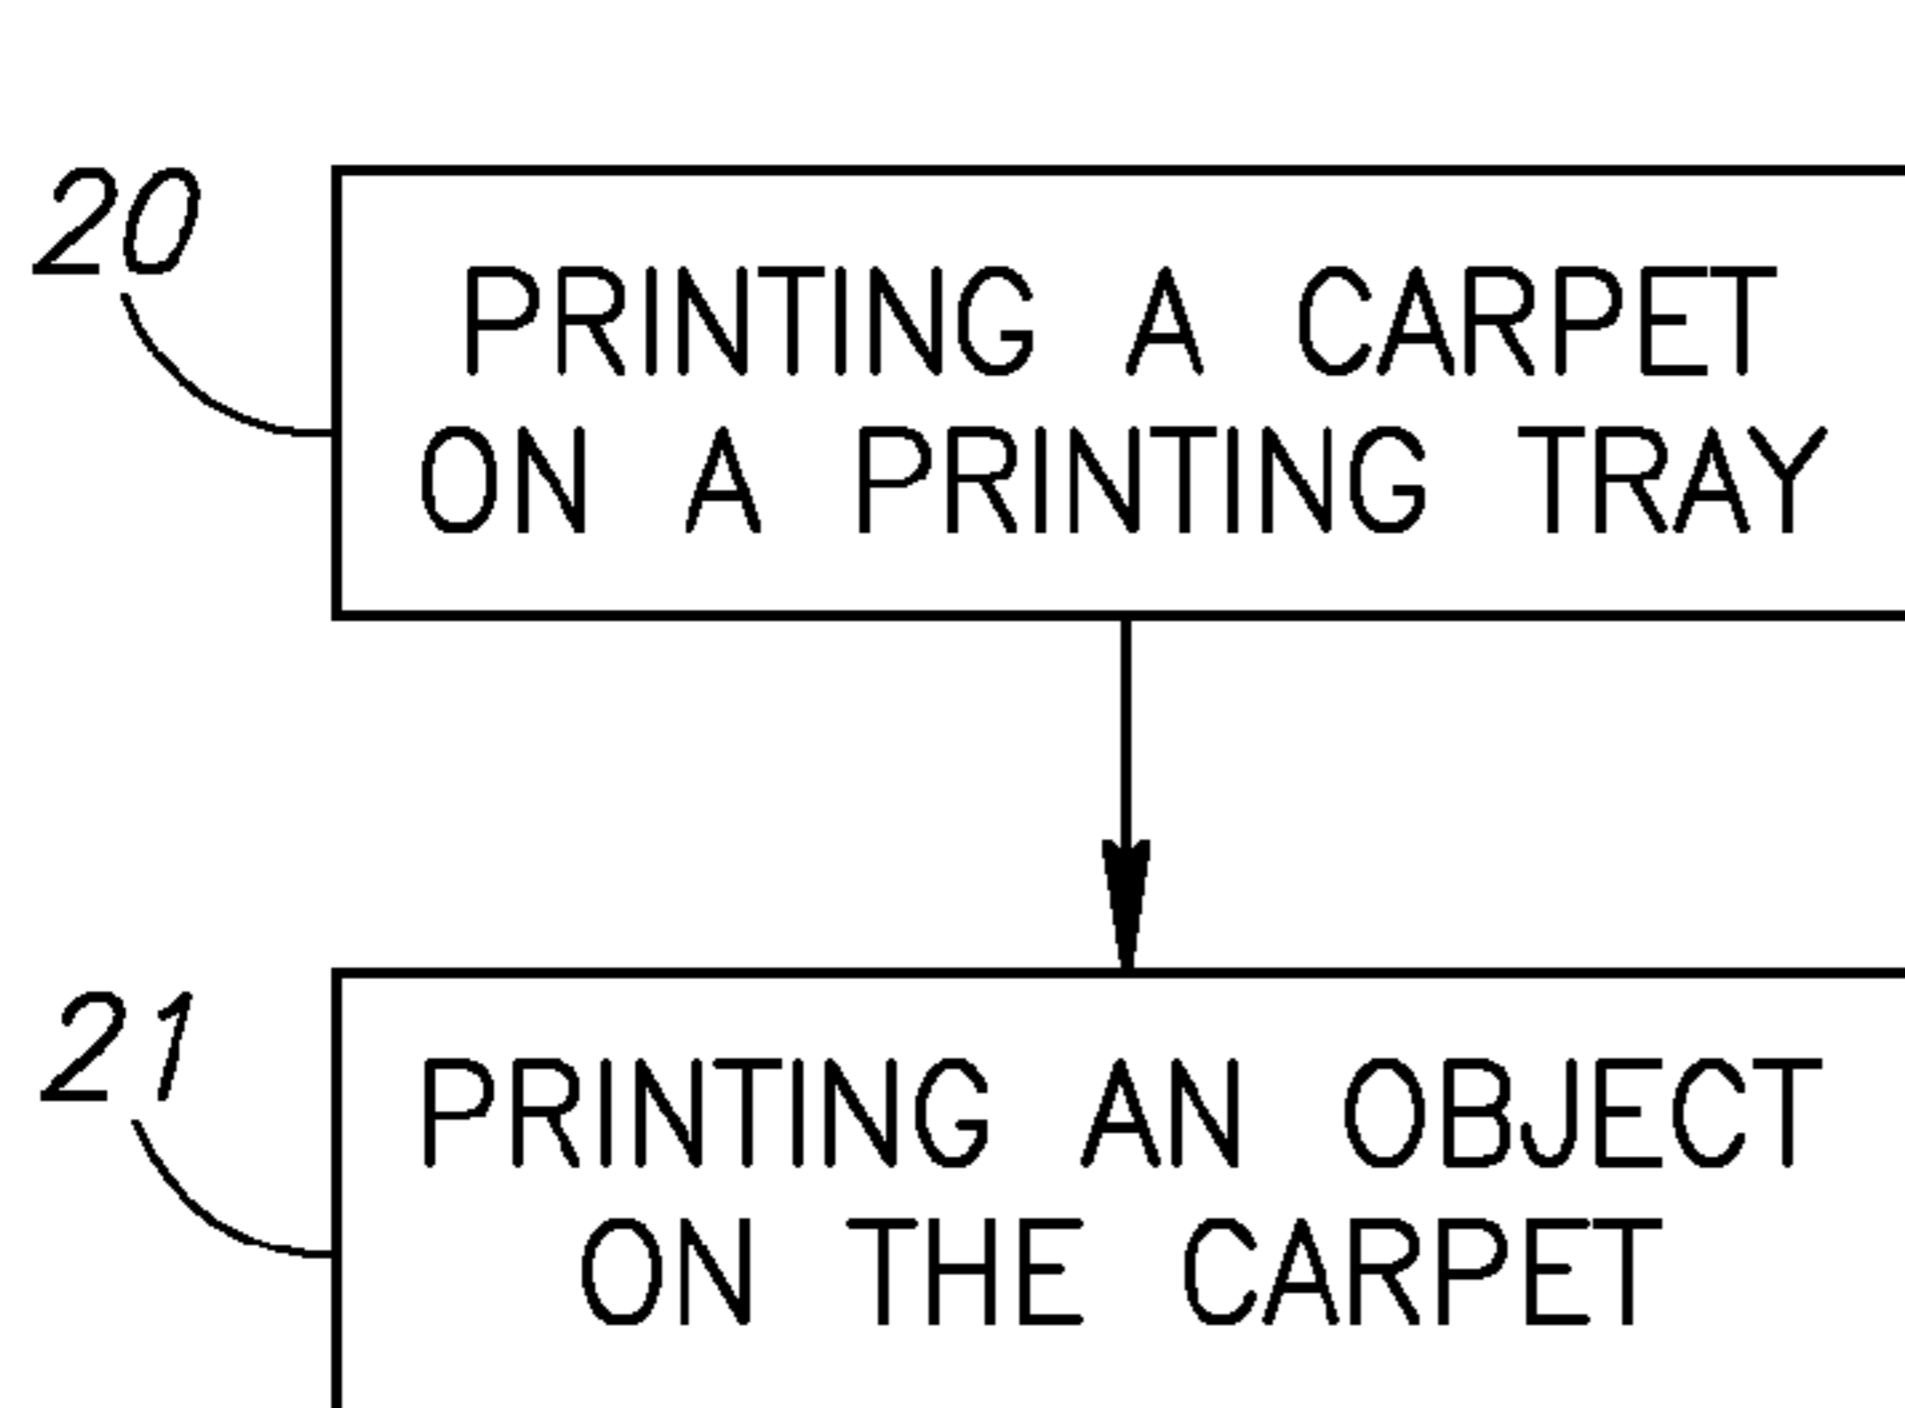 20
PRINTING A CARPET
ON A PRINTING TRAY
21
PRINTING AN OBJECT
ON THE CARPET